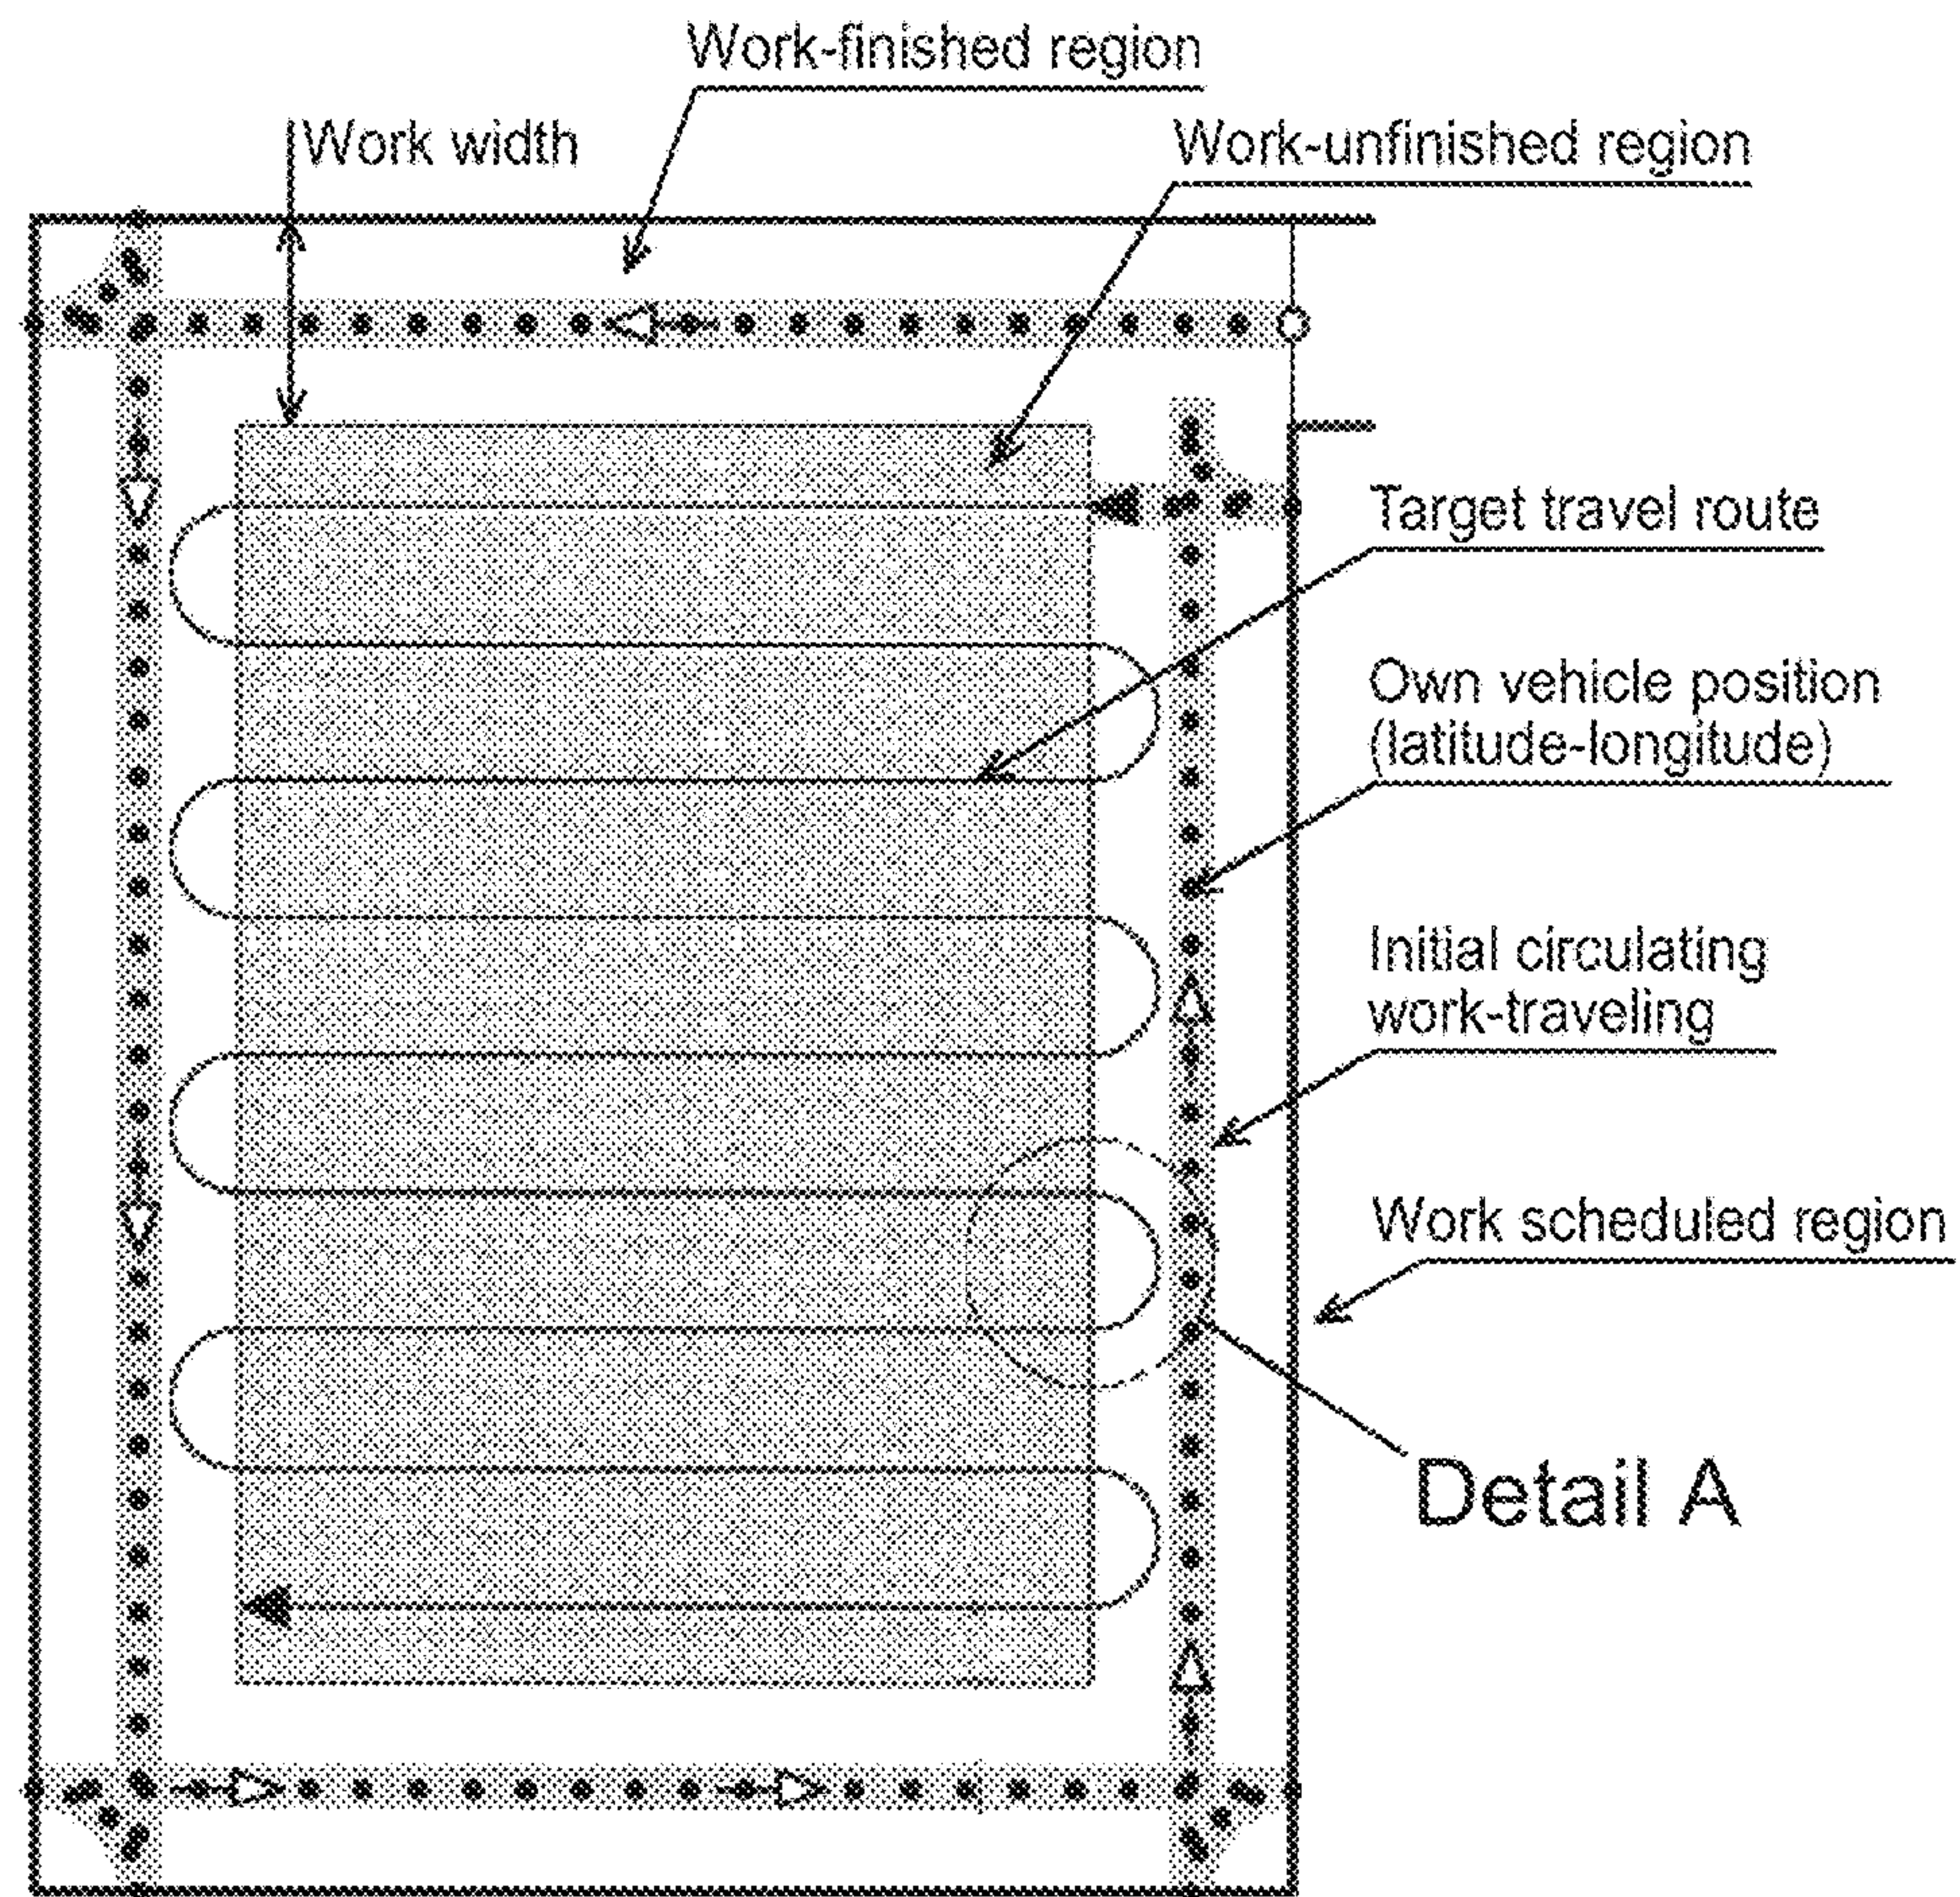 Work-finished region
Work width
Work-unfinished region
Target travel route
Own vehicle position
(latitude-longitude)
Initial circulating
work-traveling
Work scheduled region
Detail A